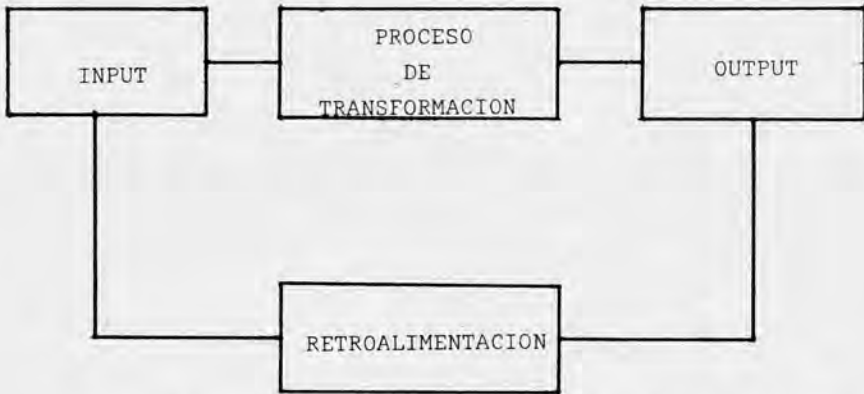 INPUT
PROCESO
DE
TRANSFORMACION
OUTPUT
RETROALIMENTACION